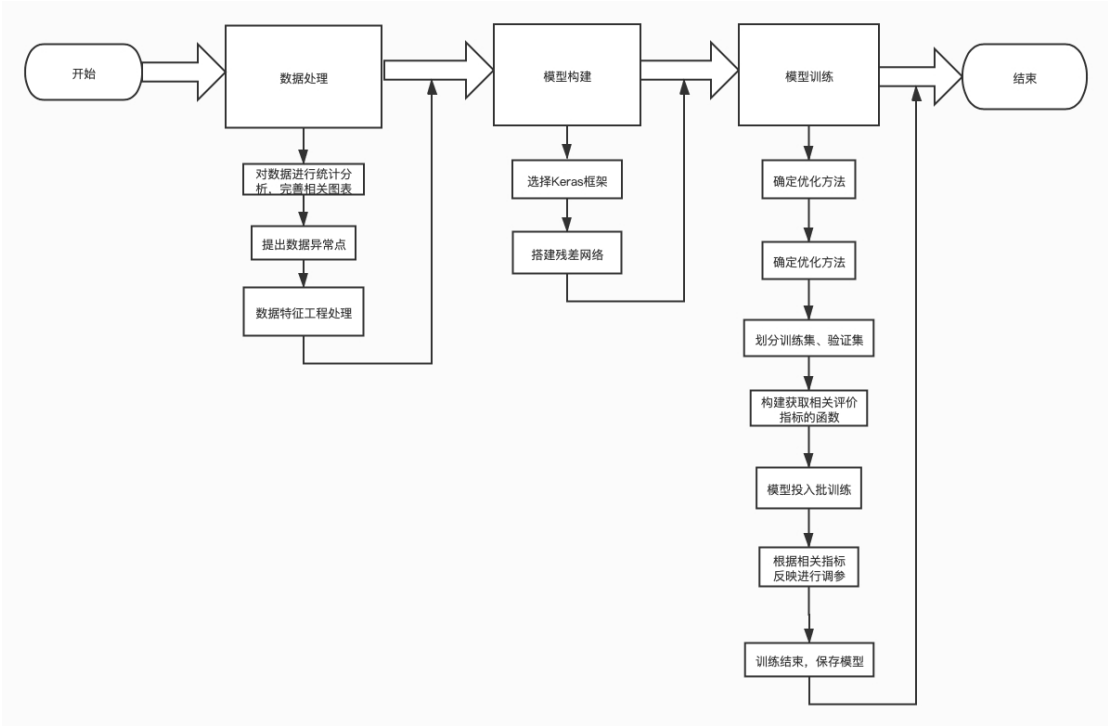 开始
数据处理
对数据进行统计分
析，完善相关图表
提出数据异常点
数据特征工程处理
模型构建
选择Keras框架
搭建残差网络
模型训练
确定优化方法
确定优化方法
划分训练集、验证集
构建获取相关评价
指标的函数
模型投入批训练
根据相关指标
反映进行调参
训练结束，保存模型
结束